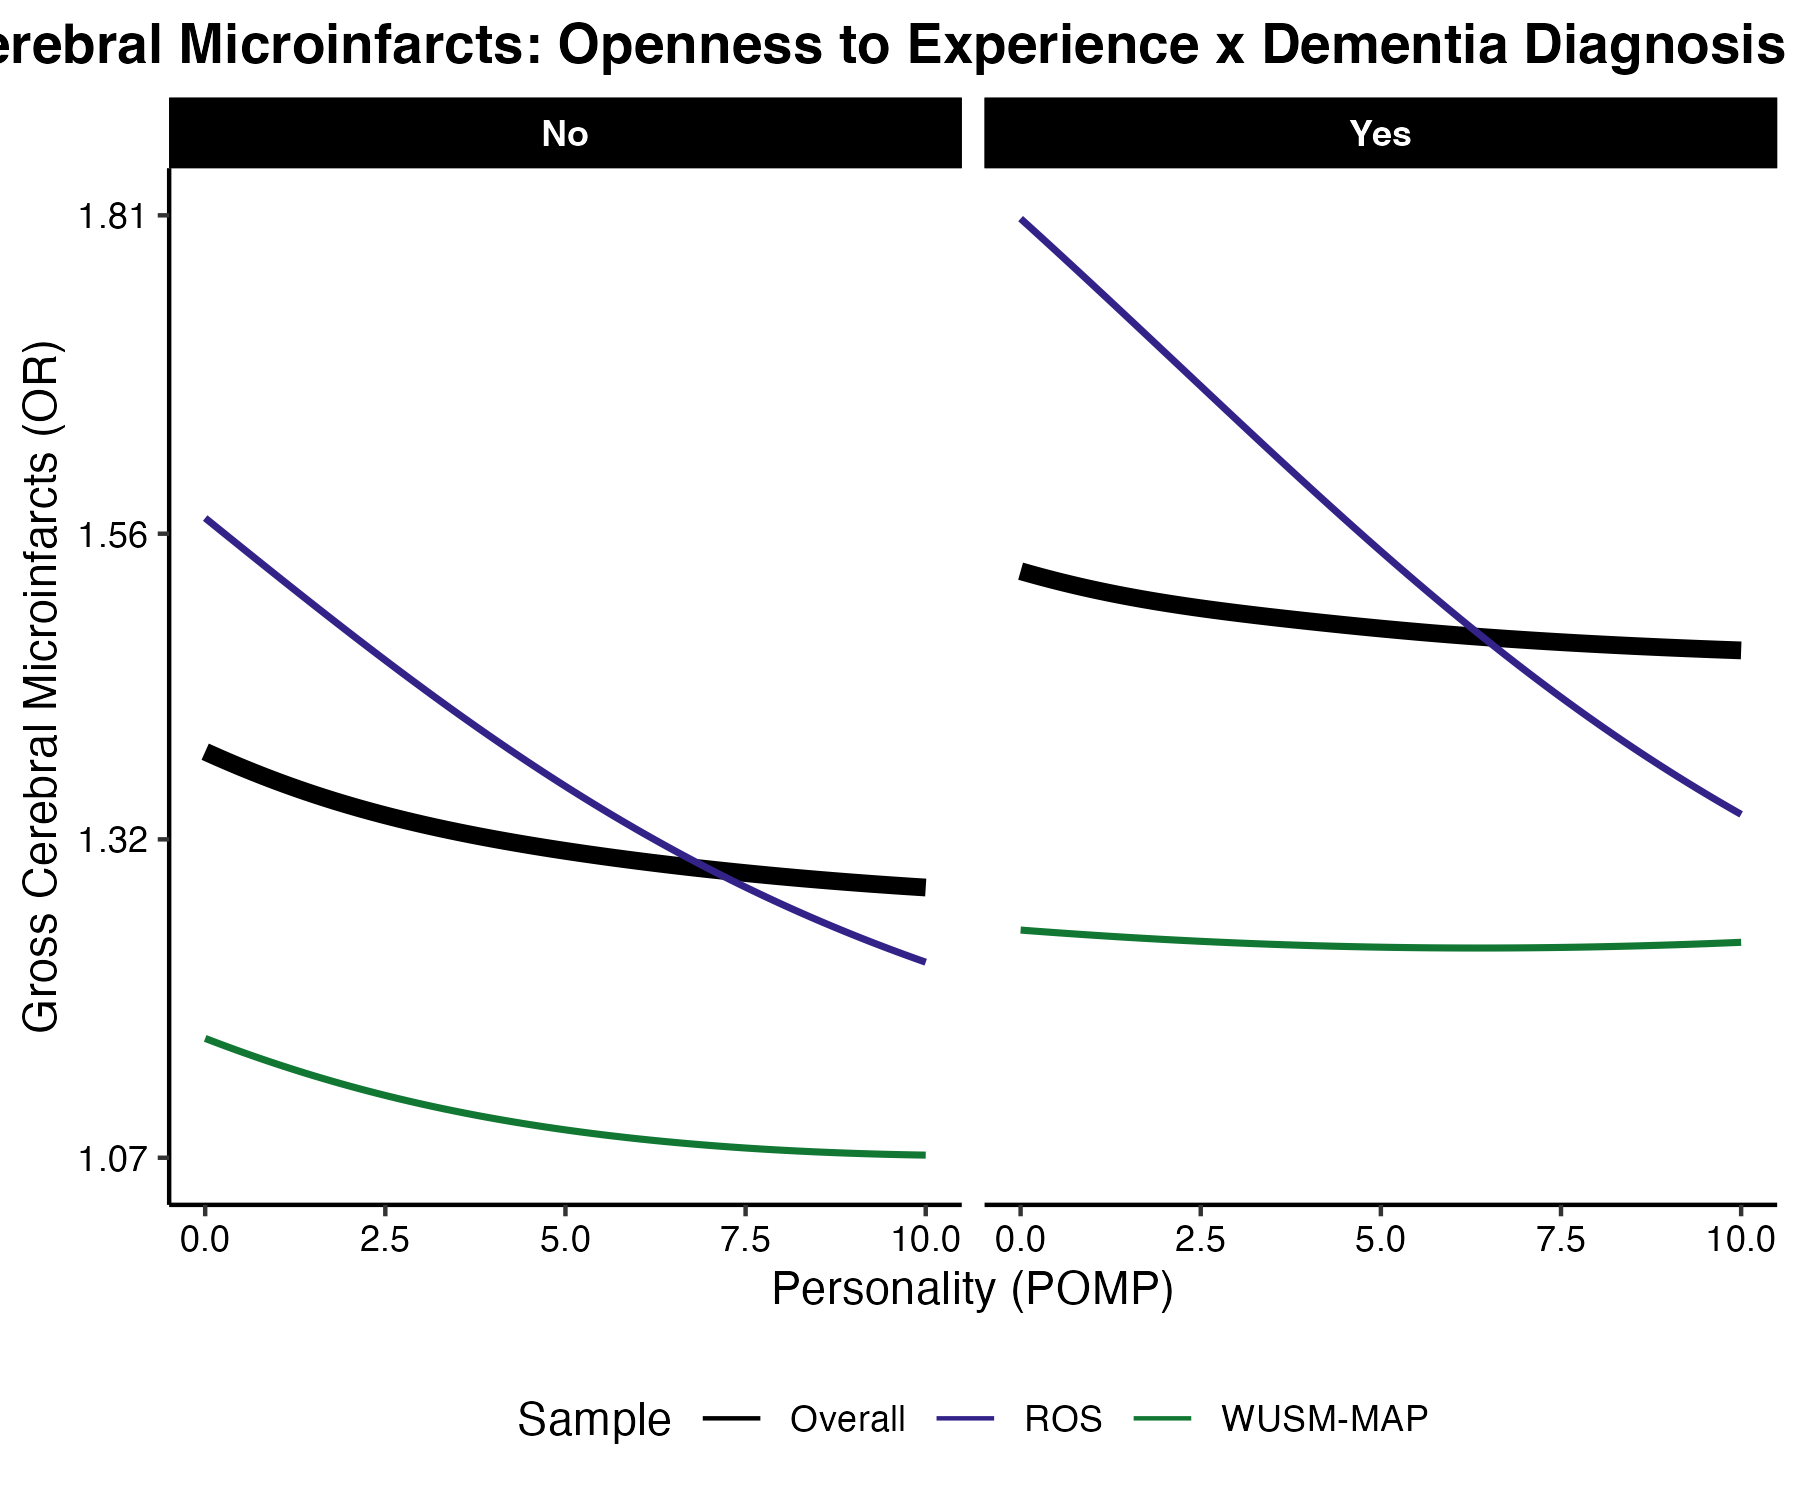 erebral Microinfarcts: Openness to Experience x Dementia Diagnosis
No
Yes
Gross Cerebral Microinfarcts (OR)
1.81
1.56
1.32
1.07
0.0 2.5 5.0 7.5 10.0 0.0 2.5 5.0 7.5 10.0
Personality (POMP)
Sample Overall ROS WUSM-MAP